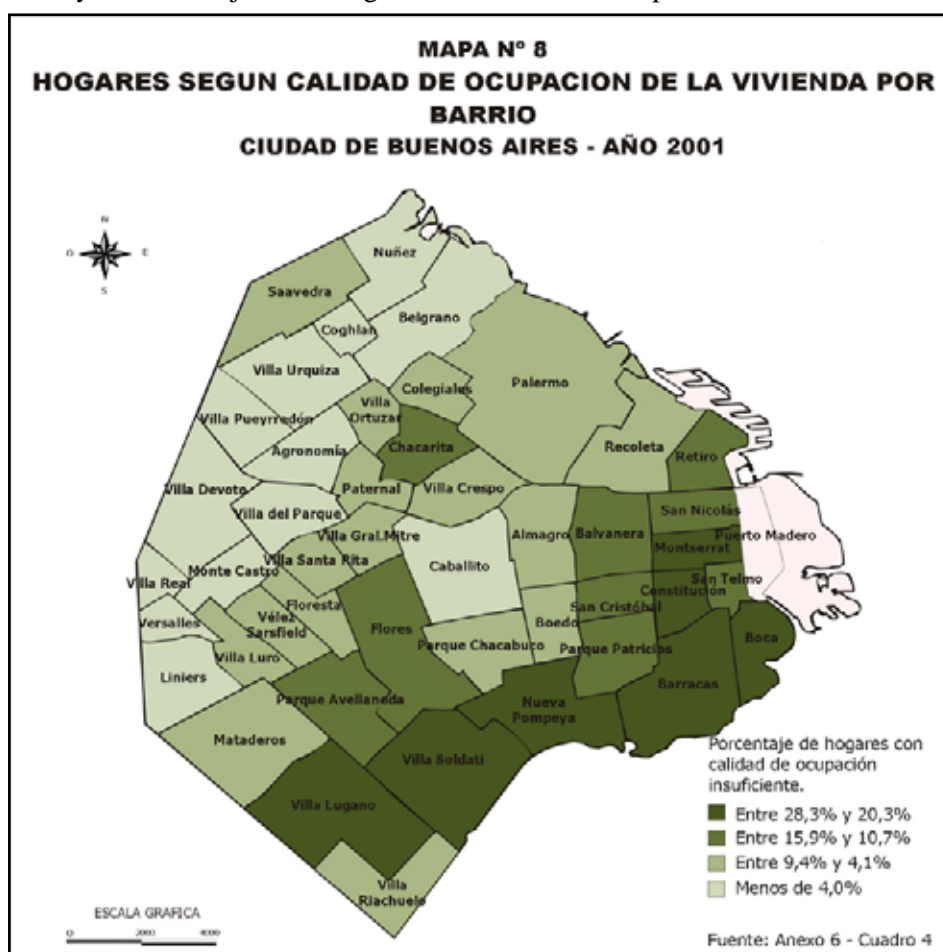 MAPA Nº 8
HOGARES SEGUN CALIDAD DE OCUPACION DE LA VIVIENDA POR
BARRIO
CIUDAD DE BUENOS AIRES - AÑO 2001
N
O
E
S
Nuñez
Saavedra
Coghlan
Belgrano
Villa Urquiza
Villa Pueyrredón
Villa
Ortuzar
Colegiales
Palermo
Agronomía
Chacarita
Recoleta
Retiro
Villa Devoto
Paternal
Villa Crespo
Villa del Parque
San Nicolás
Villa Gral.Mitre
Almagro
Balvanera
Puerto Madero
Montserrat
Villa Santa Rita
Caballito
Villa Real
Monte Castro
San Telmo
Constitución
Floresta
San Cristóbal
Versalles
Vélez
Sarsfield
Flores
Boedo
Boca
Villa Luro
Parque Chacabuco
Parque Patricios
Liniers
Barracas
Parque Avellaneda
Nueva
Pompeya
Mataderos
Villa Soldati
Villa Lugano
Villa
Riachuelo
Porcentaje de hogares con
calidad de ocupación
insuficiente.
Entre 28,3% y 20,3%
Entre 15,9% y 10,7%
Entre 9,4% y 4,1%
Menos de 4,0%
ESCALA GRAFICA
0 2000 4000
Fuente: Anexo 6 - Cuadro 4